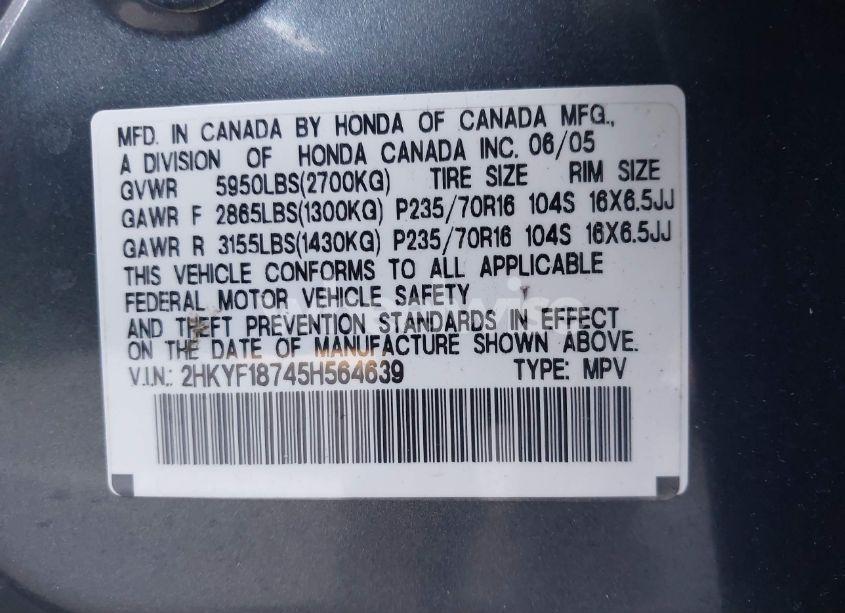 MFD. IN CANADA BY HONDA OF CANADA MFG.,
A DIVISION OF HONDA CANADA INC. 06/05
GVWR 5950LBS(2700KG) TIRE SIZE RIM SIZE
GAWR F 2865LBS(1300KG) P235/70R16 104S 16X6.5JJ
GAWR R 3155LBS(1430KG) P235/70R16 104S 16X6.5JJ
THIS VEHICLE CONFORMS TO ALL APPLICABLE
FEDERAL MOTOR VEHICLE SAFETY
AND THEFT PREVENTION STANDARDS IN EFFECT
ON THE DATE OF MANUFACTURE SHOWN ABOVE.
V.I.N.: 2HKYF18745H564639 TYPE: MPV